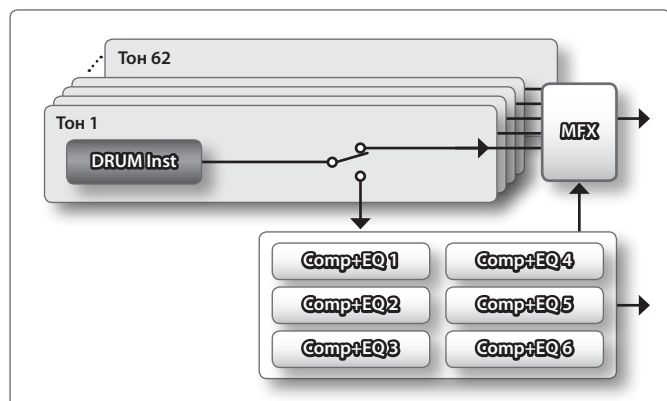 Тон 62
Тон 1
DRUM Inst
MFX
Comp+EQ 1
Comp+EQ 4
Comp+EQ 2
Comp+EQ 5
Comp+EQ 3
Comp+EQ 6